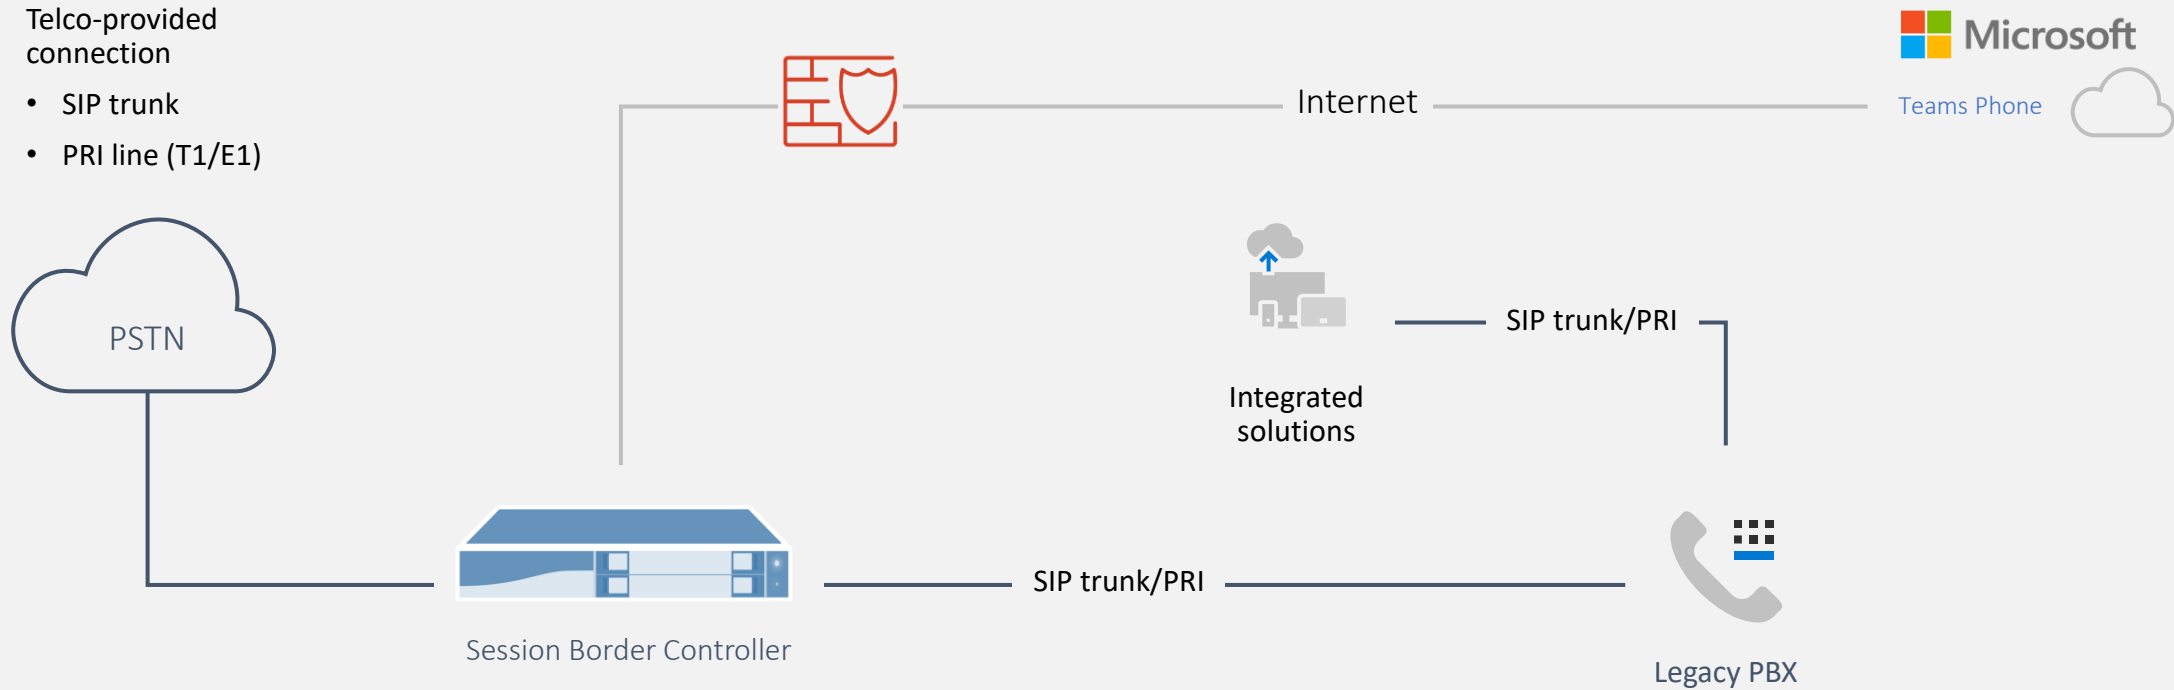 Telco-provided
connection
• SIP trunk
• PRI line (T1/E1)
Microsoft
Teams Phone
Internet
PSTN
SIP trunk/PRI
Integrated
solutions
SIP trunk/PRI
Session Border Controller
Legacy PBX